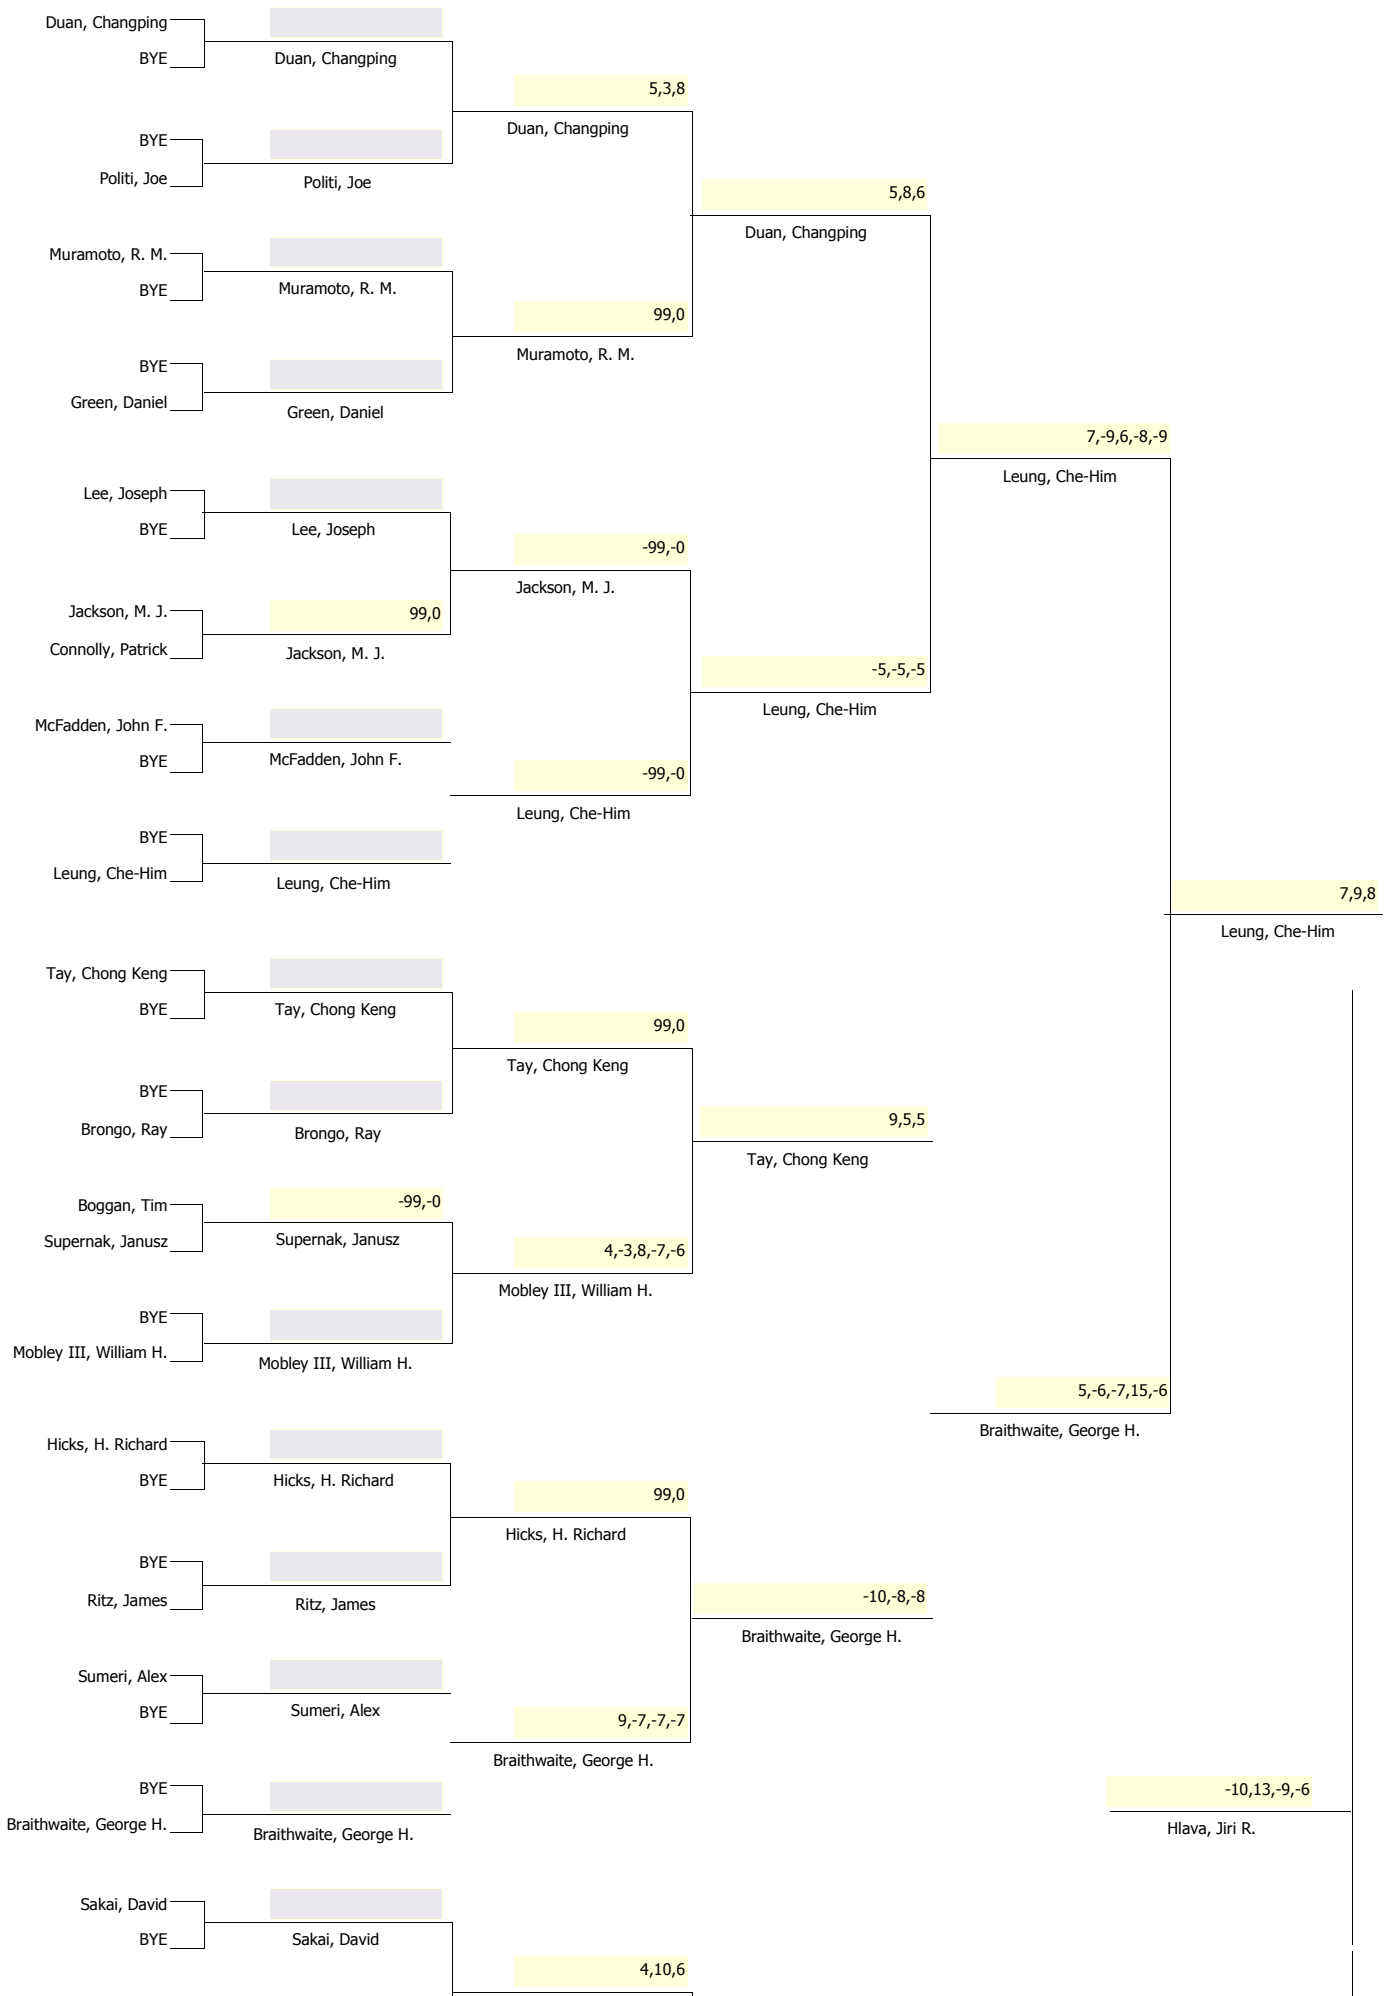 Duan, Changping
BYE
Duan, Changping
5,3,8
Duan, Changping
BYE
Politi, Joe
Politi, Joe
5,8,6
Duan, Changping
Muramoto, R. M.
BYE
Muramoto, R. M.
99,0
Muramoto, R. M.
BYE
Green, Daniel
Green, Daniel
7,-9,6,-8,-9
Leung, Che-Him
Lee, Joseph
BYE
Lee, Joseph
-99,-0
Jackson, M. J.
Jackson, M. J.
99,0
Connolly, Patrick
Jackson, M. J.
-5,-5,-5
Leung, Che-Him
McFadden, John F.
BYE
McFadden, John F.
-99,-0
Leung, Che-Him
BYE
Leung, Che-Him
Leung, Che-Him
7,9,8
Leung, Che-Him
Tay, Chong Keng
BYE
Tay, Chong Keng
99,0
Tay, Chong Keng
BYE
Brongo, Ray
Brongo, Ray
9,5,5
Tay, Chong Keng
Boggan, Tim
-99,-0
Supernak, Janusz
Supernak, Janusz
4,-3,8,-7,-6
Mobley III, William H.
BYE
Mobley III, William H.
Mobley III, William H.
5,-6,-7,15,-6
Braithwaite, George H.
Hicks, H. Richard
BYE
Hicks, H. Richard
99,0
Hicks, H. Richard
BYE
Ritz, James
Ritz, James
-10,-8,-8
Braithwaite, George H.
Sumeri, Alex
BYE
Sumeri, Alex
9,-7,-7,-7
Braithwaite, George H.
BYE
Braithwaite, George H.
Braithwaite, George H.
-10,13,-9,-6
Hlava, Jiri R.
Sakai, David
BYE
Sakai, David
4,10,6